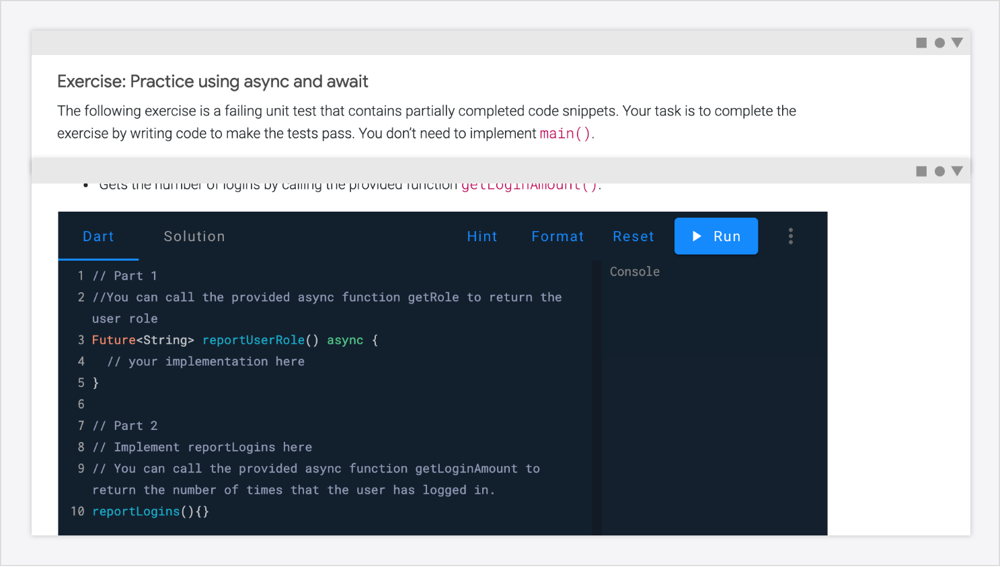 Exercise: Practice using async and await
The following exercise is a failing unit test that contains partially completed code snippets. Your task is to complete the
exercise by writing code to make the tests pass. You don't need to implement main().
• Gets the number of logins by calling the provided function getLoginAmount().
Dart Solution Hint Format Reset Run
Console
1 // Part 1
2 //You can call the provided async function getRole to return the
user role
3 Future<String> reportUserRole() async {
4 // your implementation here
5 }
6
7 // Part 2
8 // Implement reportLogins here
9 // You can call the provided async function getLoginAmount to
return the number of times that the user has logged in.
10 reportLogins(){}